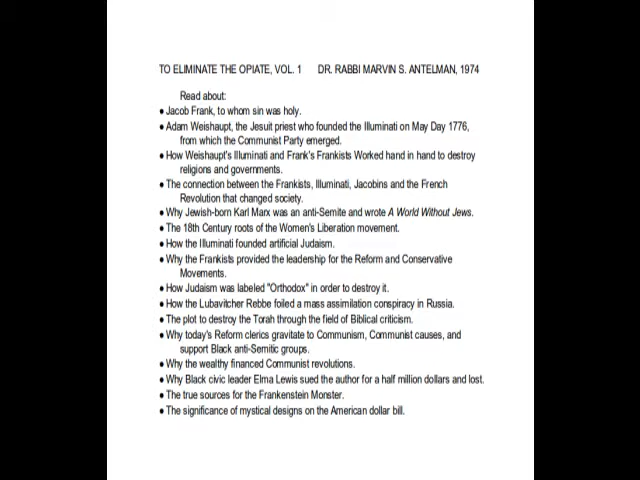 TO ELIMINATE THE OPIATE, VOL. 1 DR. RABBI MARVIN S. ANTELMAN, 1974
Read about:
● Jacob Frank, to whom sin was holy.
● Adam Weishaupt, the Jesuit priest who founded the Illuminati on May Day 1776,
from which the Communist Party emerged.
● How Weishaupt's Illuminati and Frank's Frankists Worked hand in hand to destroy
religions and governments.
● The connection between the Frankists, Illuminati, Jacobins and the French
Revolution that changed society.
● Why Jewish-born Karl Marx was an anti-Semite and wrote A World Without Jews.
● The 18th Century roots of the Women's Liberation movement.
● How the Illuminati founded artificial Judaism.
● Why the Frankists provided the leadership for the Reform and Conservative
Movements.
● How Judaism was labeled "Orthodox" in order to destroy it.
● How the Lubavitcher Rebbe foiled a mass assimilation conspiracy in Russia.
● The plot to destroy the Torah through the field of Biblical criticism.
● Why today's Reform clerics gravitate to Communism, Communist causes, and
support Black anti-Semitic groups.
● Why the wealthy financed Communist revolutions.
● Why Black civic leader Elma Lewis sued the author for a half million dollars and lost.
● The true sources for the Frankenstein Monster.
● The significance of mystical designs on the American dollar bill.